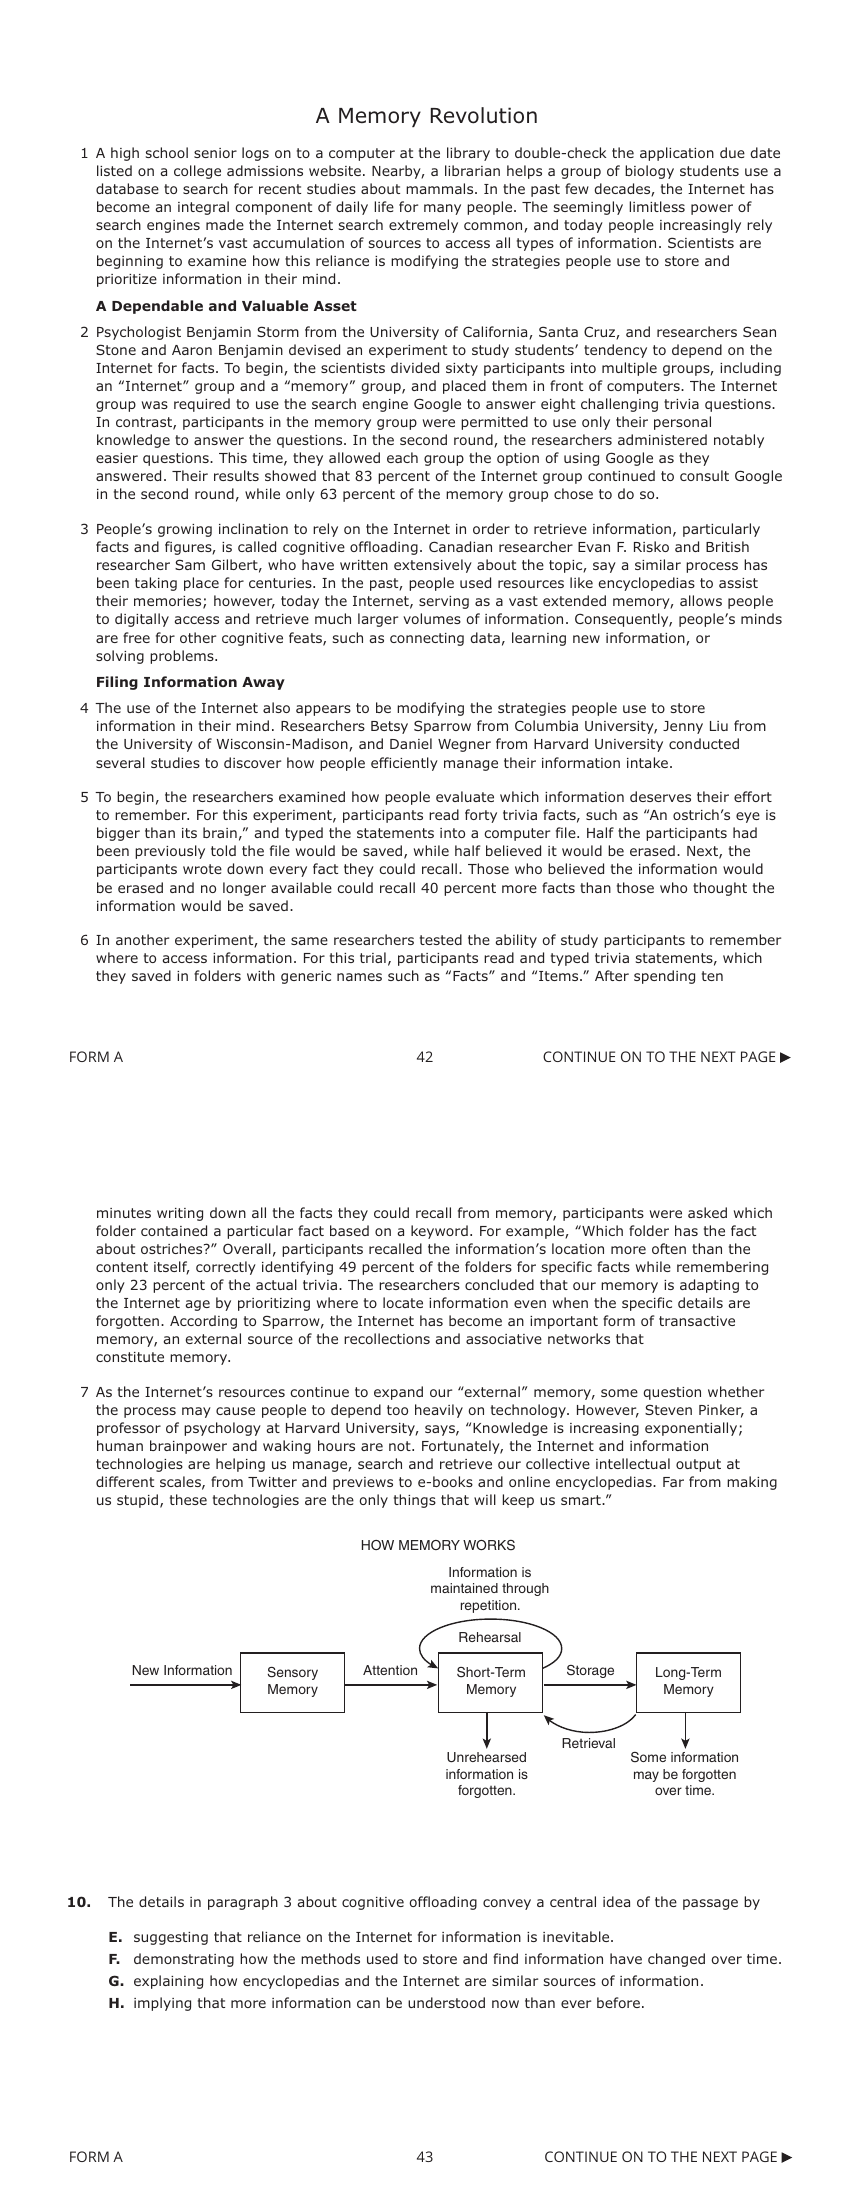 A Memory Revolution
1 A high school senior logs on to a computer at the library to double-check the application due date
listed on a college admissions website. Nearby, a librarian helps a group of biology students use a
database to search for recent studies about mammals. In the past few decades, the Internet has
become an integral component of daily life for many people. The seemingly limitless power of
search engines made the Internet search extremely common, and today people increasingly rely
on the Internet’s vast accumulation of sources to access all types of information. Scientists are
beginning to examine how this reliance is modifying the strategies people use to store and
prioritize information in their mind.
A Dependable and Valuable Asset
2 Psychologist Benjamin Storm from the University of California, Santa Cruz, and researchers Sean
Stone and Aaron Benjamin devised an experiment to study students’ tendency to depend on the
Internet for facts. To begin, the scientists divided sixty participants into multiple groups, including
an “Internet” group and a “memory” group, and placed them in front of computers. The Internet
group was required to use the search engine Google to answer eight challenging trivia questions.
In contrast, participants in the memory group were permitted to use only their personal
knowledge to answer the questions. In the second round, the researchers administered notably
easier questions. This time, they allowed each group the option of using Google as they
answered. Their results showed that 83 percent of the Internet group continued to consult Google
in the second round, while only 63 percent of the memory group chose to do so.
3 People’s growing inclination to rely on the Internet in order to retrieve information, particularly
facts and figures, is called cognitive offloading. Canadian researcher Evan F. Risko and British
researcher Sam Gilbert, who have written extensively about the topic, say a similar process has
been taking place for centuries. In the past, people used resources like encyclopedias to assist
their memories; however, today the Internet, serving as a vast extended memory, allows people
to digitally access and retrieve much larger volumes of information. Consequently, people’s minds
are free for other cognitive feats, such as connecting data, learning new information, or
solving problems.
Filing Information Away
4 The use of the Internet also appears to be modifying the strategies people use to store
information in their mind. Researchers Betsy Sparrow from Columbia University, Jenny Liu from
the University of Wisconsin-Madison, and Daniel Wegner from Harvard University conducted
several studies to discover how people efficiently manage their information intake.
5 To begin, the researchers examined how people evaluate which information deserves their effort
to remember. For this experiment, participants read forty trivia facts, such as “An ostrich’s eye is
bigger than its brain,” and typed the statements into a computer file. Half the participants had
been previously told the file would be saved, while half believed it would be erased. Next, the
participants wrote down every fact they could recall. Those who believed the information would
be erased and no longer available could recall 40 percent more facts than those who thought the
information would be saved.
6 In another experiment, the same researchers tested the ability of study participants to remember
where to access information. For this trial, participants read and typed trivia statements, which
they saved in folders with generic names such as “Facts” and “Items.” After spending ten
FORM A 42 CONTINUE ON TO THE NEXT PAGE ▶
minutes writing down all the facts they could recall from memory, participants were asked which
folder contained a particular fact based on a keyword. For example, “Which folder has the fact
about ostriches?” Overall, participants recalled the information’s location more often than the
content itself, correctly identifying 49 percent of the folders for specific facts while remembering
only 23 percent of the actual trivia. The researchers concluded that our memory is adapting to
the Internet age by prioritizing where to locate information even when the specific details are
forgotten. According to Sparrow, the Internet has become an important form of transactive
memory, an external source of the recollections and associative networks that
constitute memory.
7 As the Internet’s resources continue to expand our “external” memory, some question whether
the process may cause people to depend too heavily on technology. However, Steven Pinker, a
professor of psychology at Harvard University, says, “Knowledge is increasing exponentially;
human brainpower and waking hours are not. Fortunately, the Internet and information
technologies are helping us manage, search and retrieve our collective intellectual output at
different scales, from Twitter and previews to e-books and online encyclopedias. Far from making
us stupid, these technologies are the only things that will keep us smart.”
HOW MEMORY WORKS
Information is
maintained through
repetition.
Rehearsal
New Information
Sensory
Memory
Attention
Short-Term
Memory
Storage
Long-Term
Memory
Retrieval
Unrehearsed
information is
forgotten.
Some information
may be forgotten
over time.
10. The details in paragraph 3 about cognitive offloading convey a central idea of the passage by
E. suggesting that reliance on the Internet for information is inevitable.
F. demonstrating how the methods used to store and find information have changed over time.
G. explaining how encyclopedias and the Internet are similar sources of information.
H. implying that more information can be understood now than ever before.
FORM A 43 CONTINUE ON TO THE NEXT PAGE ▶